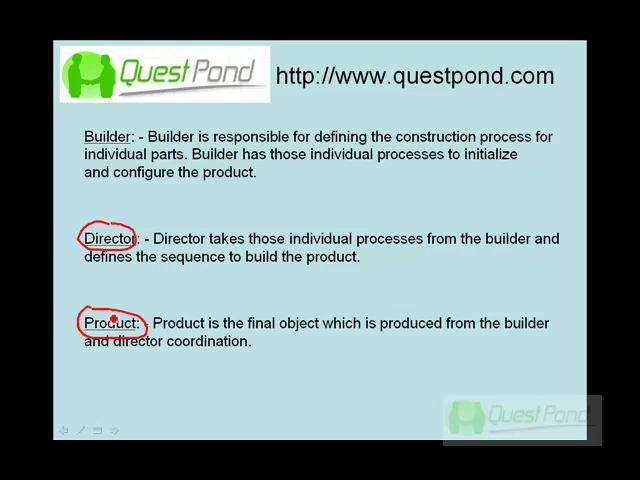 QuestPond
http://www.questpond.com
Builder: - Builder is responsible for defining the construction process for
individual parts. Builder has those individual processes to initialize
and configure the product.
Director: - Director takes those individual processes from the builder and
defines the sequence to build the product.
Product: - Product is the final object which is produced from the builder
and director coordination.
QuestPond